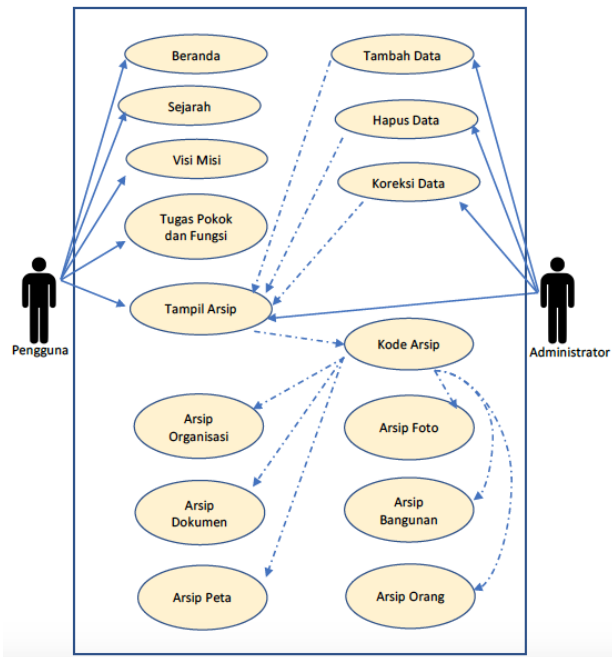 Beranda
Tambah Data
Sejarah
Hapus Data
Visi Misi
Koreksi Data
Tugas Pokok
dan Fungsi
Tampil Arsip
Pengguna
Kode Arsip
Administrator
Arsip
Organisasi
Arsip Foto
Arsip
Dokumen
Arsip
Bangunan
Arsip Peta
Arsip Orang